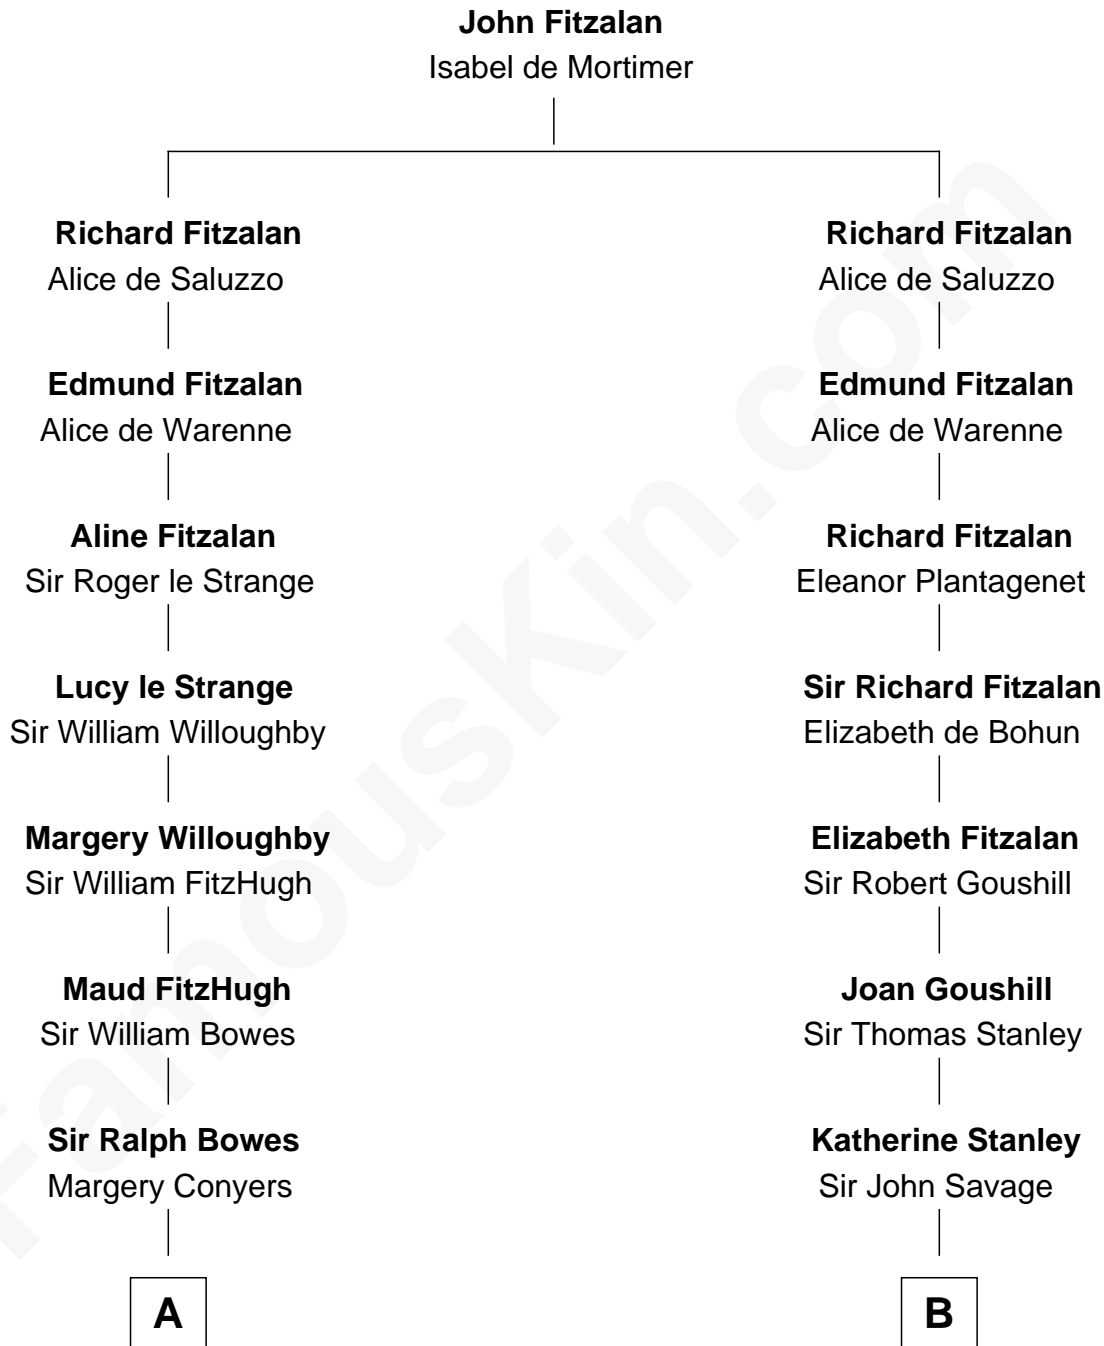 John Fitzalan
Isabel de Mortimer
Richard Fitzalan
Alice de Saluzzo
Richard Fitzalan
Alice de Saluzzo
Edmund Fitzalan
Alice de Warenne
Edmund Fitzalan
Alice de Warenne
Aline Fitzalan
Sir Roger le Strange
Richard Fitzalan
Eleanor Plantagenet
Lucy le Strange
Sir William Willoughby
Sir Richard Fitzalan
Elizabeth de Bohun
Margery Willoughby
Sir William FitzHugh
Elizabeth Fitzalan
Sir Robert Goushill
Maud FitzHugh
Sir William Bowes
Joan Goushill
Sir Thomas Stanley
Sir Ralph Bowes
Margery Conyers
Katherine Stanley
Sir John Savage
A
B
FamousKin.com